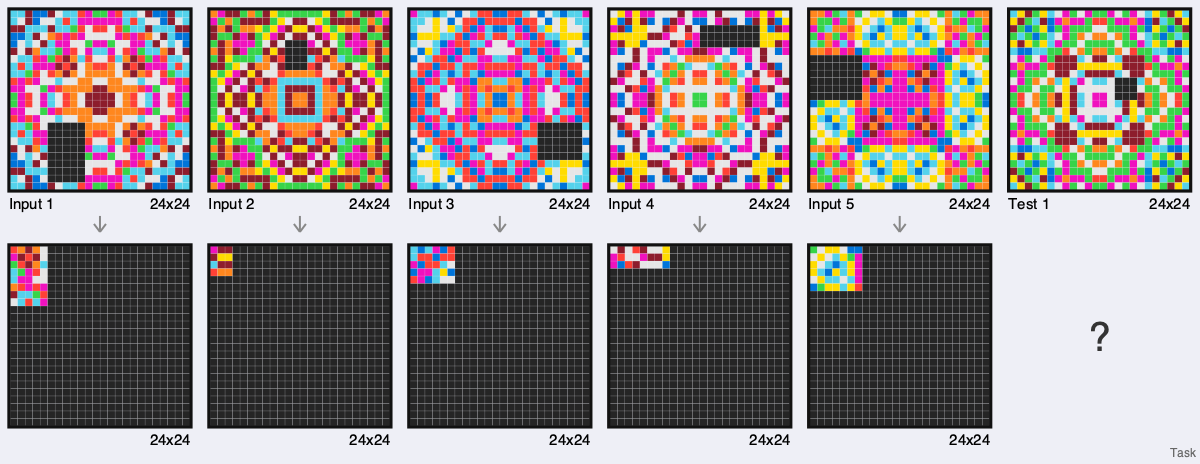 Input 1 24x24
Input 2 24x24
Input 3 24x24
Input 4 24x24
Input 5 24x24
Test 1 24x24
?
24x24
24x24
24x24
24x24
24x24
Task